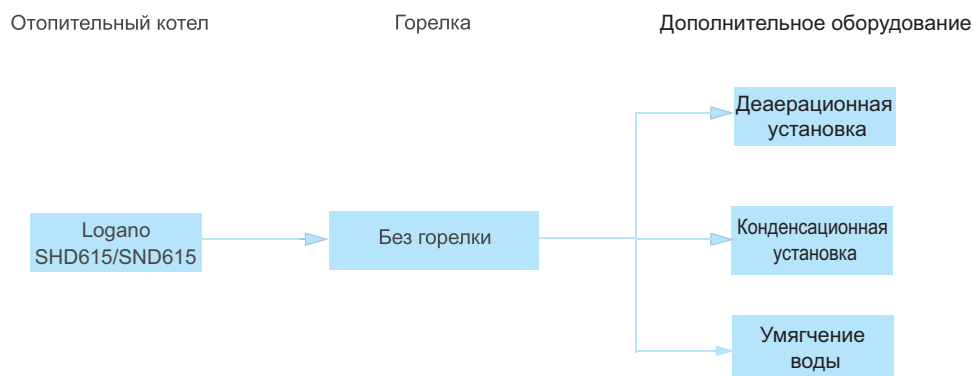 Отопительный котел
Горелка
Дополнительное оборудование
Деаерационная
установка
Logano
SHD615/SND615
Без горелки
Конденсационная
установка
Умягчение
воды